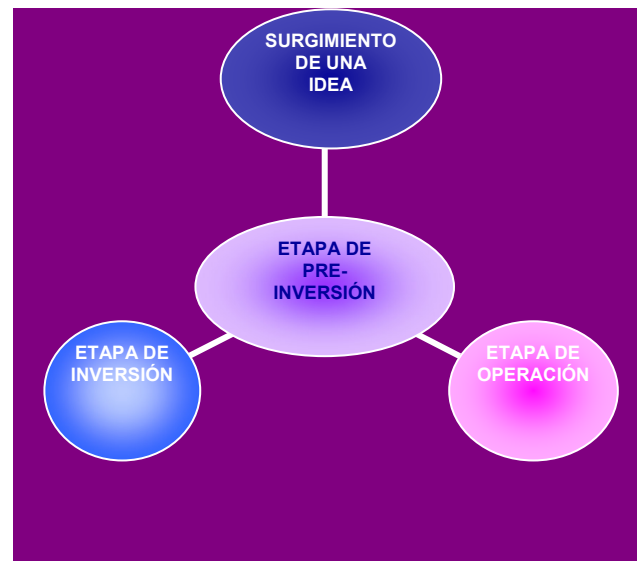 SURGIMIENTO
DE UNA
IDEA
ETAPA DE
PRE-
INVERSIÓN
ETAPA DE
INVERSIÓN
ETAPA DE
OPERACIÓN